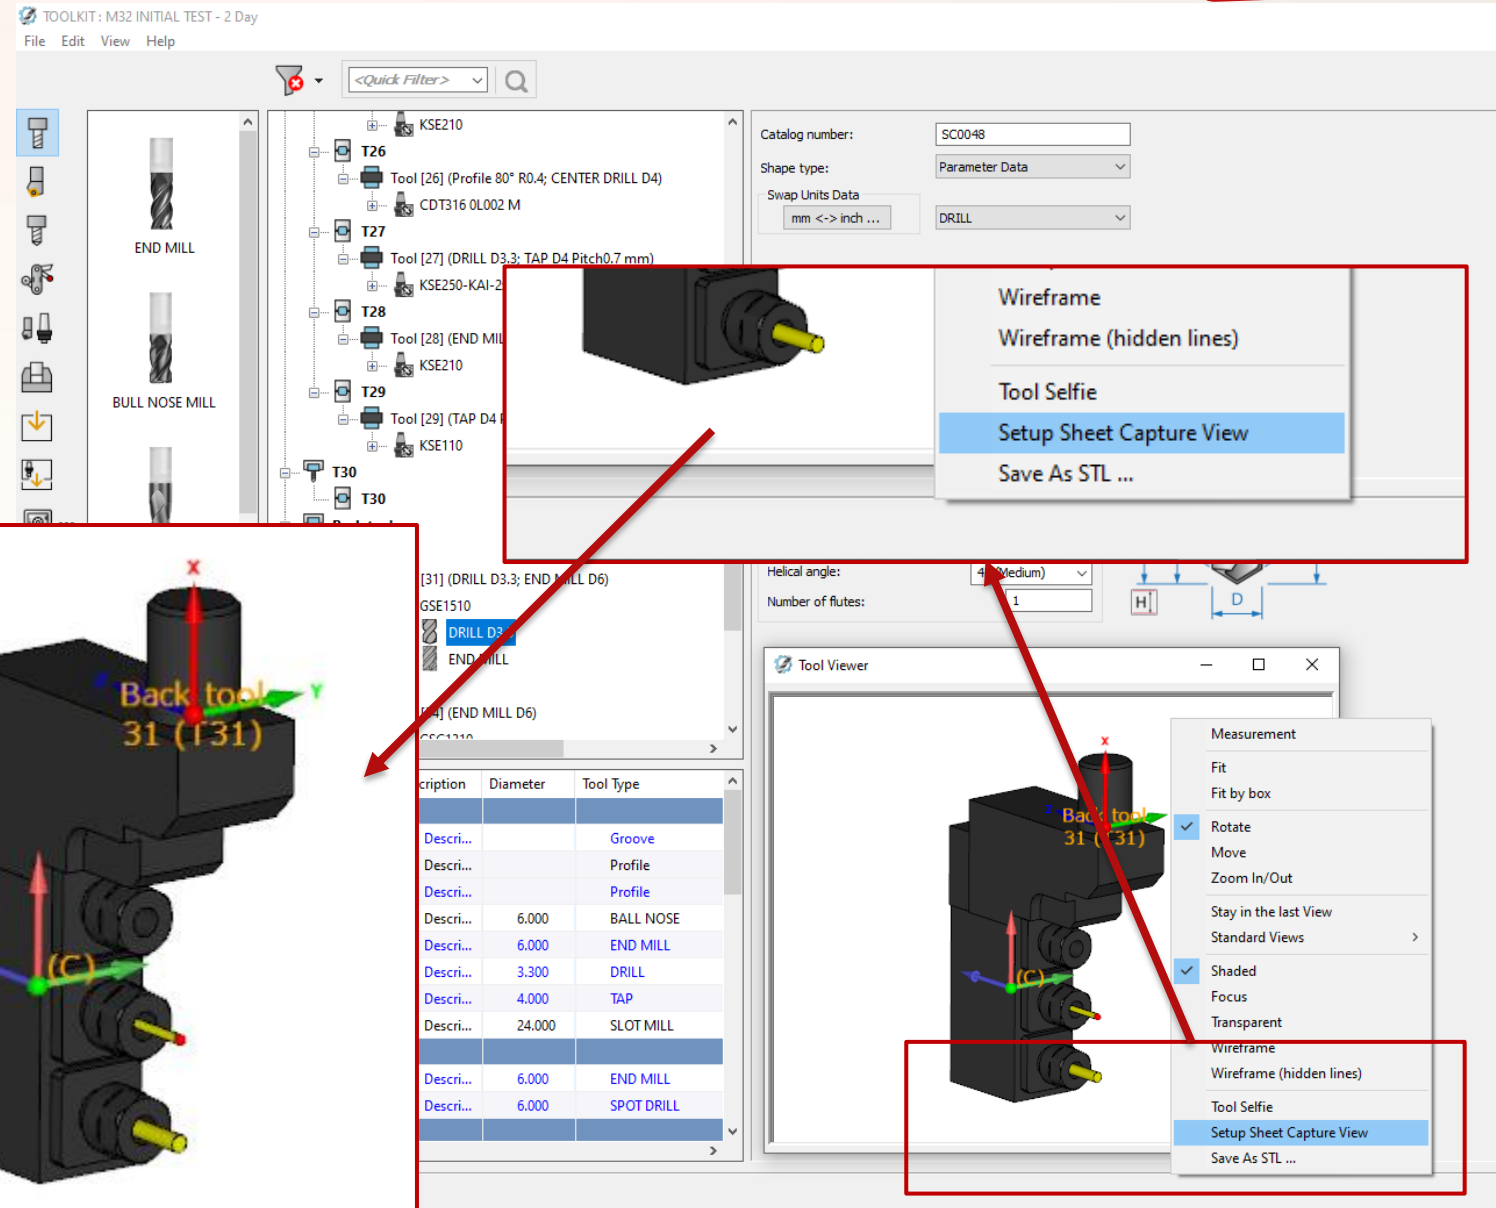 TOOLKIT : M32 INITIAL TEST - 2 Day
File Edit View Help
<Quick Filter>
END MILL
BULL NOSE MILL
KSE210
T26
Tool [26] (Profile 80° R0.4; CENTER DRILL D4)
CDT316 0L002 M
T27
Tool [27] (DRILL D3.3; TAP D4 Pitch0.7 mm)
KSE250-KAI-2
T28
Tool [28] (END MIL
KSE210
T29
Tool [29] (TAP D4
KSE110
T30
T30
Catalog number: SC0048
Shape type: Parameter Data
Swap Units Data
mm <-> inch ... DRILL
Wireframe
Wireframe (hidden lines)
Tool Selfie
Setup Sheet Capture View
Save As STL ...
Helical angle: (Medium)
Number of flutes: 1
H
D
[31] (DRILL D3.3; END MILL D6)
GSE1510
DRILL D3.
END MILL
(END MILL D6)
X
Y
Back tool
31 (T31)
(C)
cription Diameter Tool Type
Descri... Groove
Descri... Profile
Descri... Profile
Descri... 6.000 BALL NOSE
Descri... 6.000 END MILL
Descri... 3.300 DRILL
Descri... 4.000 TAP
Descri... 24.000 SLOT MILL
Descri... 6.000 END MILL
Descri... 6.000 SPOT DRILL
Tool Viewer
X
Back tool
31 (T31)
(C)
Measurement
Fit
Fit by box
Rotate
Move
Zoom In/Out
Stay in the last View
Standard Views
Shaded
Focus
Transparent
Wireframe
Wireframe (hidden lines)
Tool Selfie
Setup Sheet Capture View
Save As STL ...